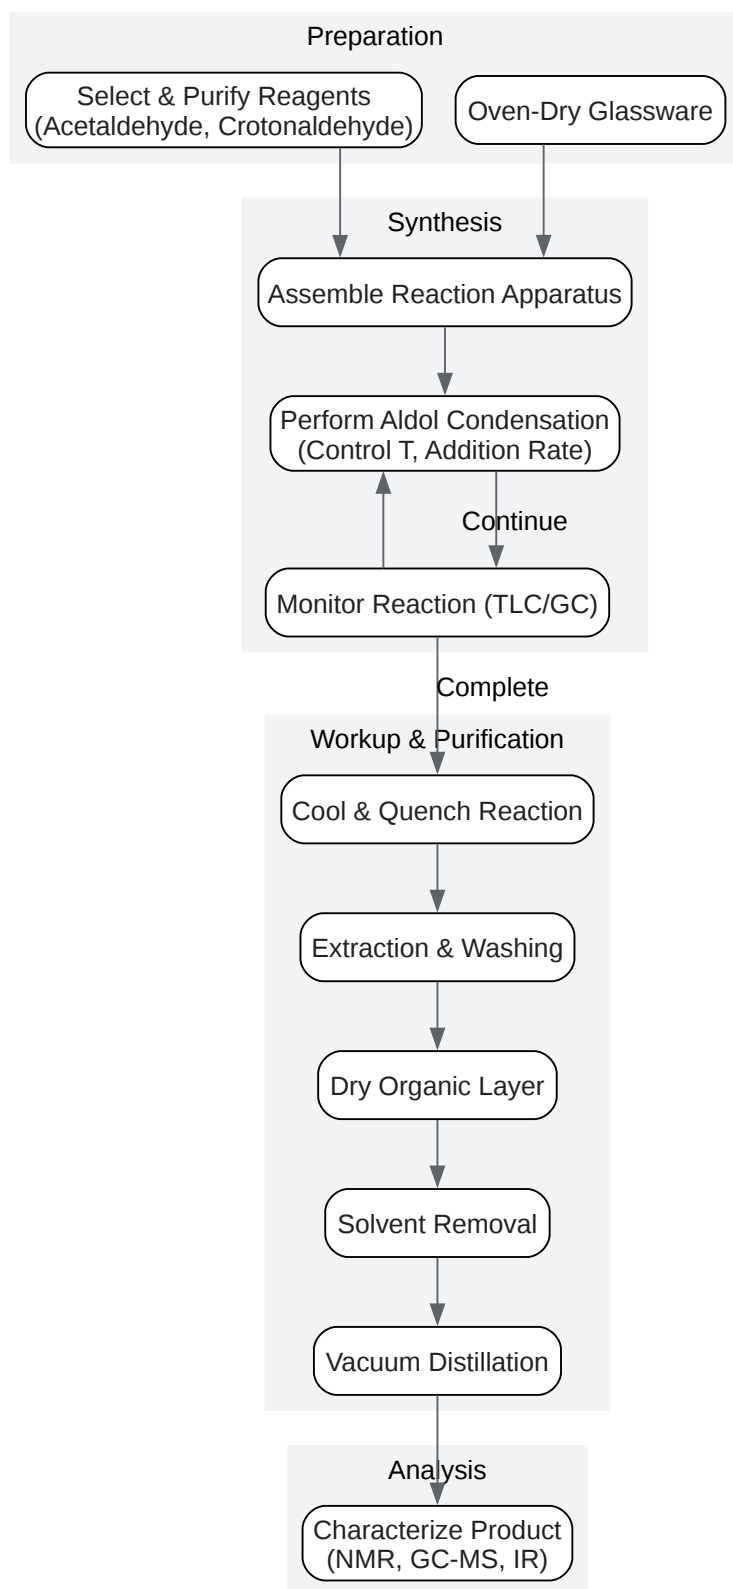 Preparation
Select & Purify Reagents
(Acetaldehyde, Crotonaldehyde)
Oven-Dry Glassware
Synthesis
Assemble Reaction Apparatus
Perform Aldol Condensation
(Control T, Addition Rate)
Continue
Monitor Reaction (TLC/GC)
Complete
Workup & Purification
Cool & Quench Reaction
Extraction & Washing
Dry Organic Layer
Solvent Removal
Vacuum Distillation
Analysis
Characterize Product
(NMR, GC-MS, IR)